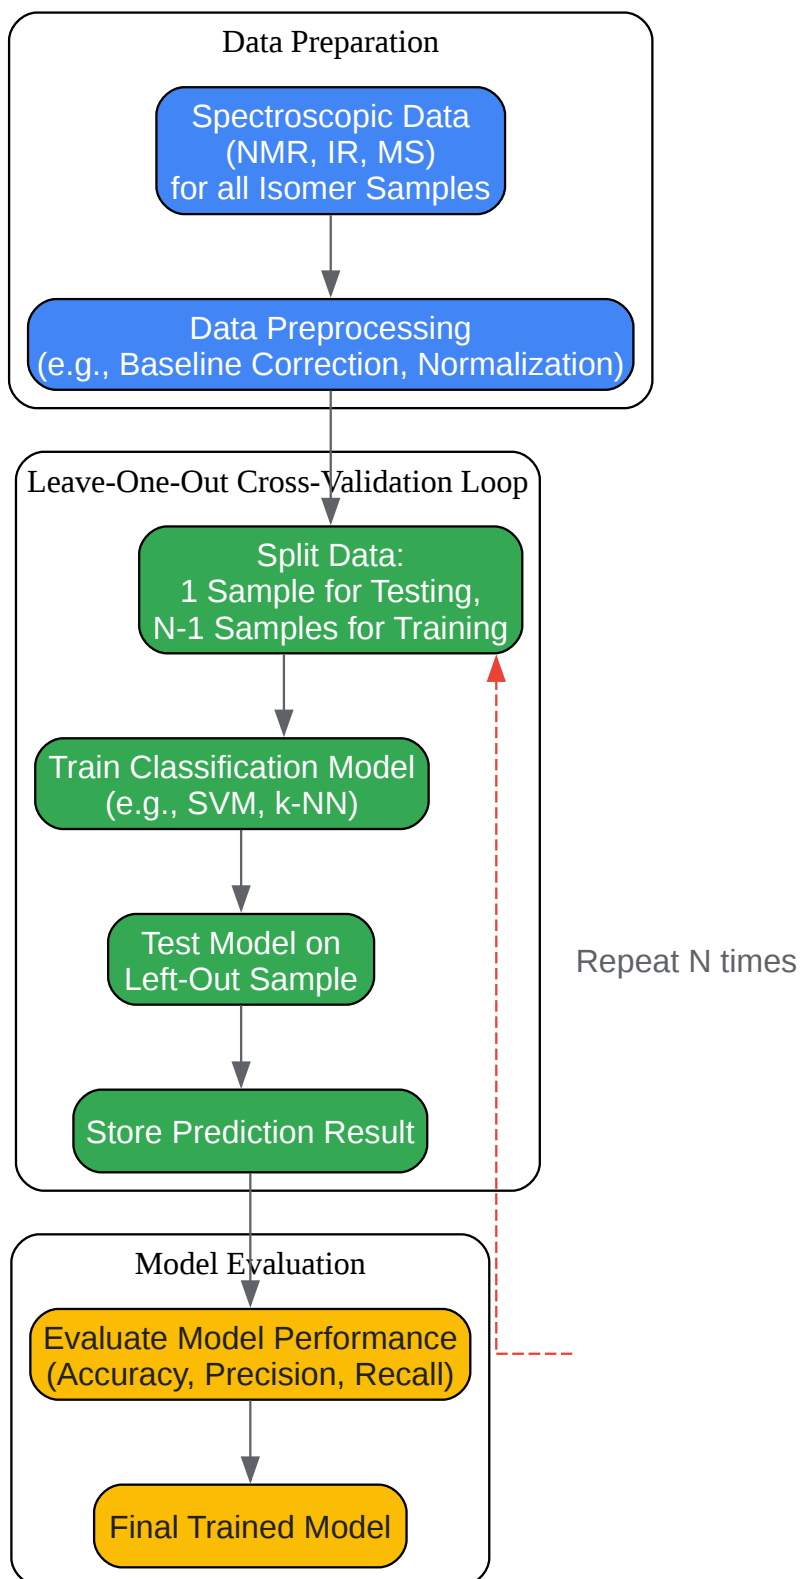 Data Preparation
Spectroscopic Data
(NMR, IR, MS)
for all Isomer Samples
Data Preprocessing
(e.g., Baseline Correction, Normalization)
Leave-One-Out Cross-Validation Loop
Split Data:
1 Sample for Testing,
N-1 Samples for Training
Train Classification Model
(e.g., SVM, k-NN)
Test Model on
Left-Out Sample
Repeat N times
Store Prediction Result
Model Evaluation
Evaluate Model Performance
(Accuracy, Precision, Recall)
Final Trained Model